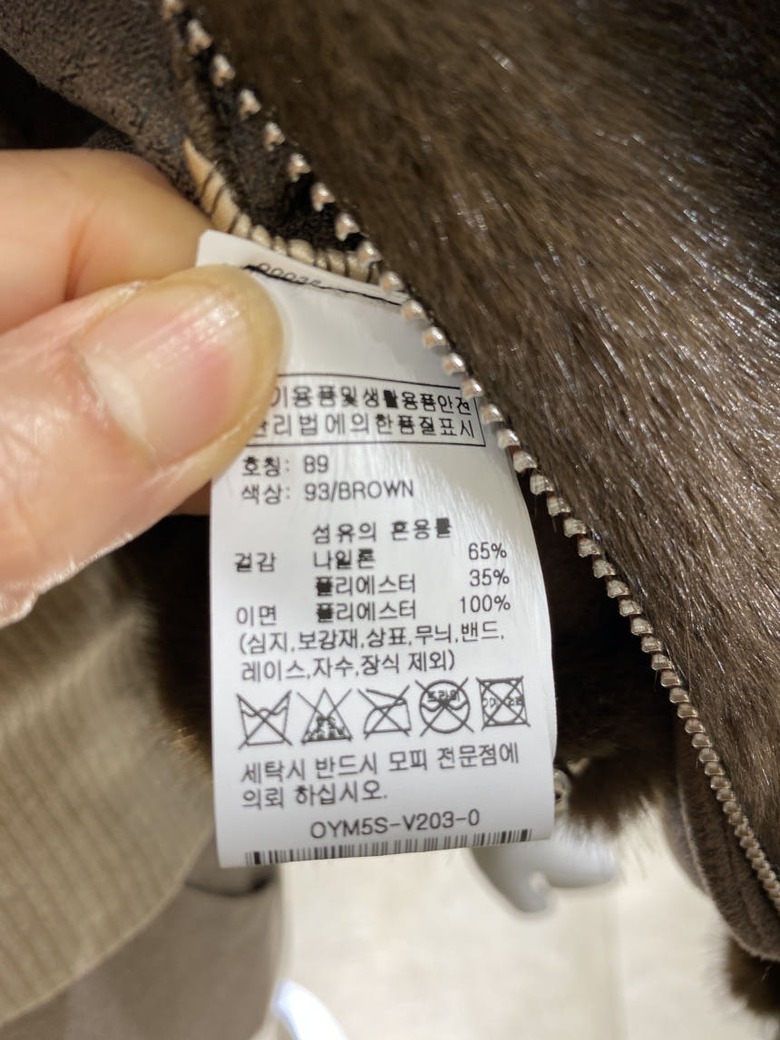 이용품및생활용품안전
관리법에의한품질표시
호칭: 89
색상: 93/BROWN
섬유의 혼용률
겉감 나일론 65%
폴리에스터 35%
이면 폴리에스터 100%
(심지,보강재,상표,무늬,밴드,
레이스,자수,장식 제외)
드라이
세탁시 반드시 모피 전문점에
의뢰 하십시오.
OYM5S-V203-0